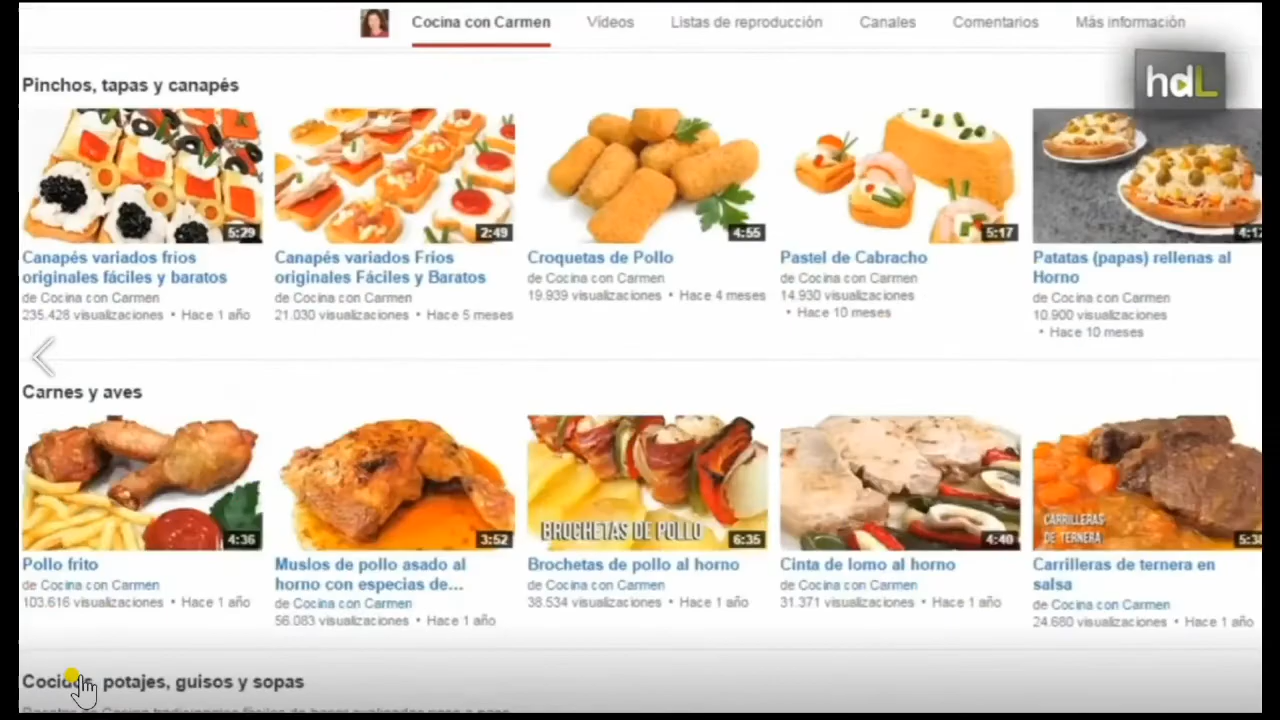 Cocina con Carmen Vídeos Listas de reproducción Canales Comentarios Más información
hdL
Pinchos, tapas y canapés
5:29 2:49 4:55 5:17 4:12
Canapés variados frios
originales fáciles y baratos
de Cocina con Carmen
235.428 visualizaciones • Hace 1 año
Canapés variados Frios
originales Fáciles y Baratos
de Cocina con Carmen
21.030 visualizaciones • Hace 5 meses
Croquetas de Pollo
de Cocina con Carmen
19.939 visualizaciones • Hace 4 meses
Pastel de Cabracho
de Cocina con Carmen
14.930 visualizaciones
• Hace 10 meses
Patatas (papas) rellenas al
Horno
de Cocina con Carmen
10.900 visualizaciones
• Hace 10 meses
Carnes y aves
BROCHETAS DE POLLO
CARRILLERAS
DE TERNERA
4:36 3:52 6:35 4:40
Pollo frito
de Cocina con Carmen
103.616 visualizaciones • Hace 1 año
Muslos de pollo asado al
horno con especias de...
de Cocina con Carmen
56.083 visualizaciones • Hace 1 año
Brochetas de pollo al horno
de Cocina con Carmen
38.534 visualizaciones • Hace 1 año
Cinta de lomo al horno
de Cocina con Carmen
31.371 visualizaciones • Hace 1 año
Carrilleras de ternera en
salsa
de Cocina con Carmen
24.680 visualizaciones • Hace 1 año
Cocidos, potajes, guisos y sopas